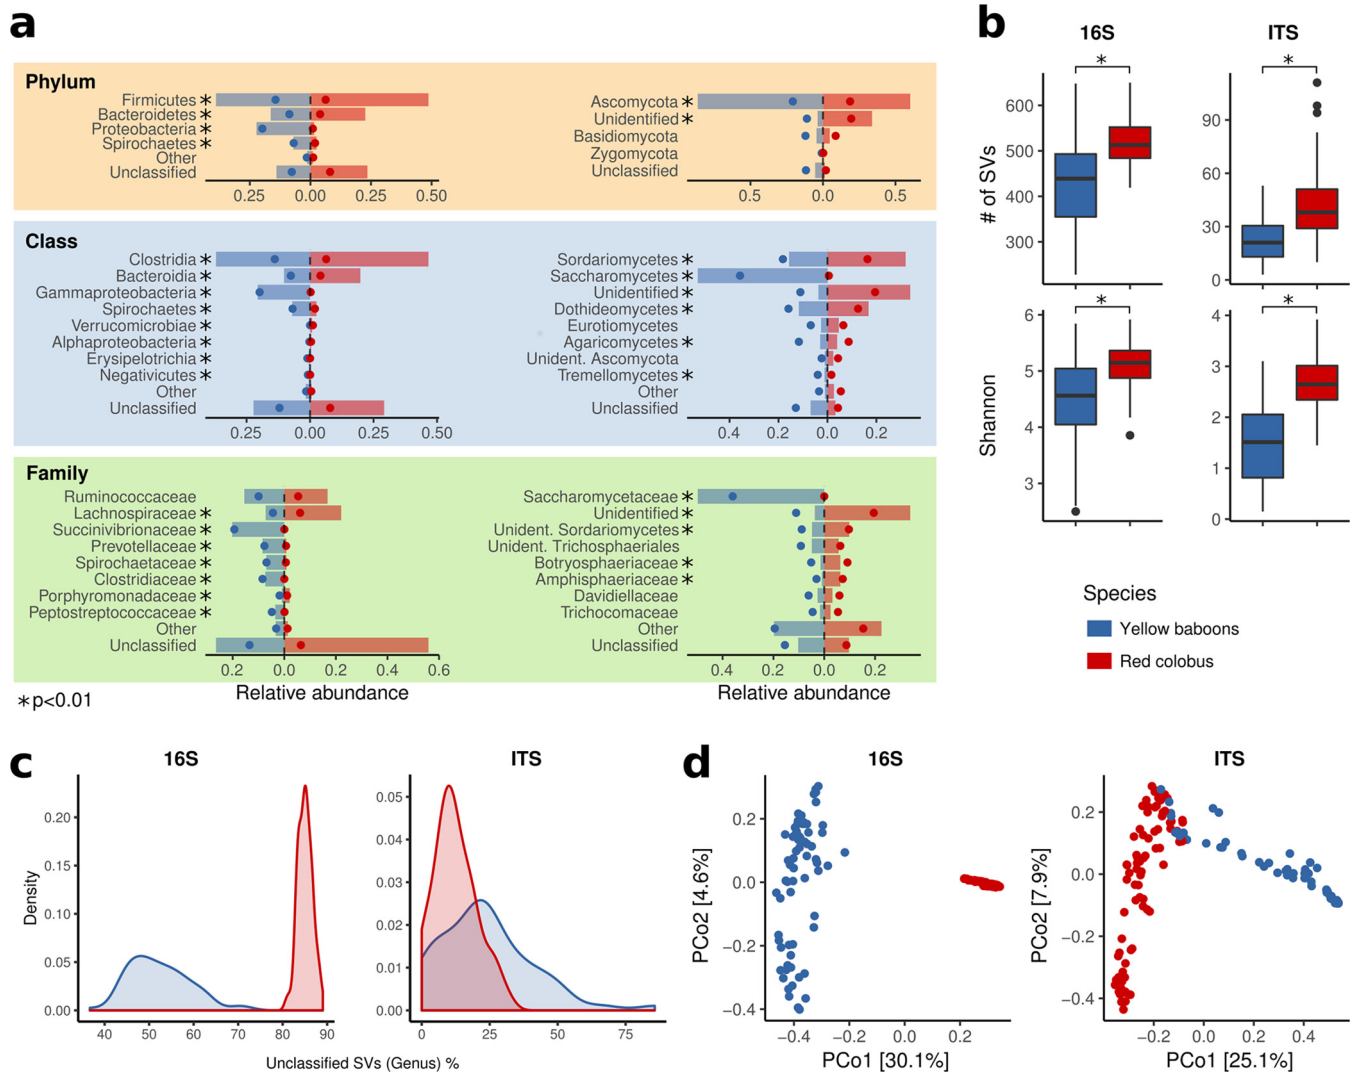 a
Phylum
Firmicutes *
Bacteroidetes *
Proteobacteria *
Spirochaetes *
Other
Unclassified
0.25 0.00 0.25 0.50
Ascomycota *
Unidentified *
Basidiomycota
Zygomycota
Unclassified
0.5 0.0 0.5
Class
Clostridia *
Bacteroidia *
Gammaproteobacteria *
Spirochaetes *
Verrucomicrobiae *
Alphaproteobacteria *
Erysipelotrichia *
Negativicutes *
Other
Unclassified
0.25 0.00 0.25 0.50
Sordariomycetes *
Saccharomycetes *
Unidentified *
Dothideomycetes *
Eurotiomycetes
Agaricomycetes *
Unident. Ascomycota
Tremellomycetes *
Other
Unclassified
0.4 0.2 0.0 0.2
Family
Ruminococcaceae
Lachnospiraceae *
Succinivibrionaceae *
Prevotellaceae *
Spirochaetaceae *
Clostridiaceae *
Porphyromonadaceae *
Peptostreptococcaceae *
Other
Unclassified
0.2 0.0 0.2 0.4 0.6
Relative abundance
Saccharomycetaceae *
Unidentified *
Unident. Sordariomycetes *
Unident. Trichosphaeriales
Botryosphaeriaceae *
Amphisphaeriaceae *
Davidiellaceae
Trichocomaceae
Other
Unclassified
0.4 0.2 0.0 0.2
Relative abundance
*p<0.01
b
16S ITS
* *
# of SVs
600
500
400
300
90
60
30
0
* *
Shannon
6
5
4
3
4
3
2
1
0
Species
Yellow baboons
Red colobus
c
16S ITS
Density
0.20
0.15
0.10
0.05
0.00
40 50 60 70 80 90
0.05
0.04
0.03
0.02
0.01
0.00
0 25 50 75
Unclassified SVs (Genus) %
d
16S ITS
PCo2 [4.6%]
0.2
0.0
−0.2
−0.4
−0.4 −0.2 0.0 0.2
PCo1 [30.1%]
PCo2 [7.9%]
0.2
0.0
−0.2
−0.4
−0.2 0.0 0.2 0.4
PCo1 [25.1%]